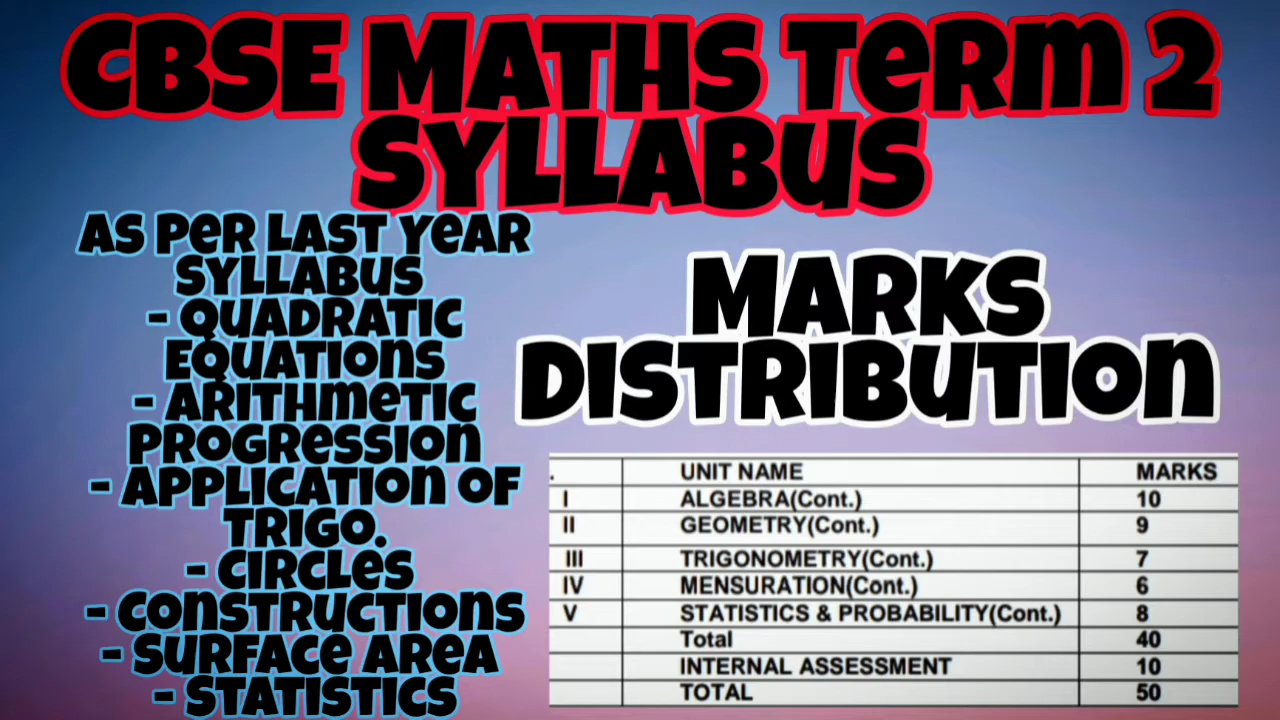 CBSE MATHS TERM 2
SYLLABUS
AS PER LAST YEAR
SYLLABUS
- QUADRATIC
EQUATIONS
- ARITHMETIC
PROGRESSION
- APPLICATION OF
TRIGO.
- CIRCLES
- CONSTRUCTIONS
- SURFACE AREA
- STATISTICS
MARKS
DISTRIBUTION
. UNIT NAME MARKS
I ALGEBRA(Cont.) 10
II GEOMETRY(Cont.) 9
III TRIGONOMETRY(Cont.) 7
IV MENSURATION(Cont.) 6
V STATISTICS & PROBABILITY(Cont.) 8
Total 40
INTERNAL ASSESSMENT 10
TOTAL 50